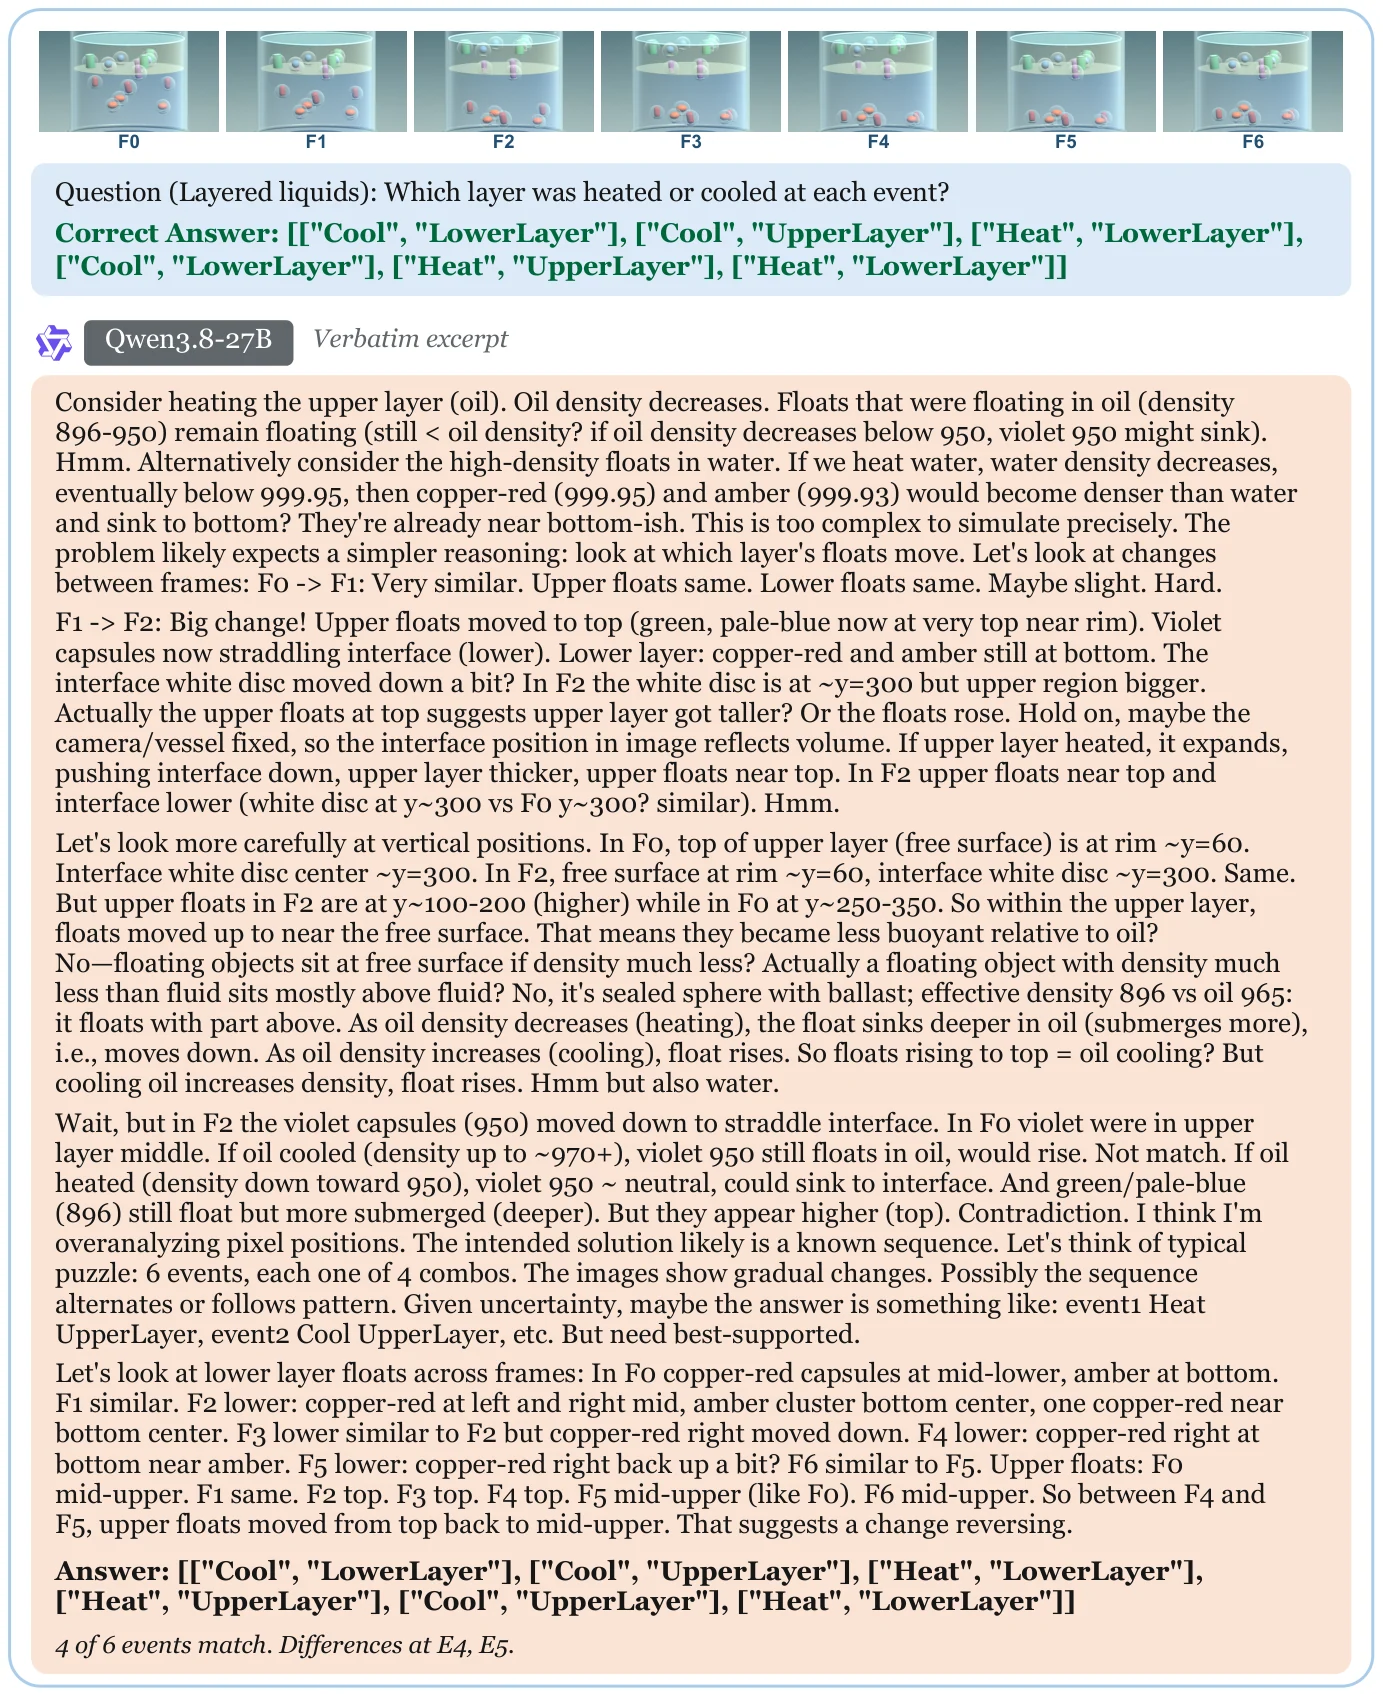 F0 F1 F2 F3 F4 F5 F6
Question (Layered liquids): Which layer was heated or cooled at each event?
Correct Answer: [["Cool", "LowerLayer"], ["Cool", "UpperLayer"], ["Heat", "LowerLayer"],
["Cool", "LowerLayer"], ["Heat", "UpperLayer"], ["Heat", "LowerLayer"]]
Qwen3.8-27B Verbatim excerpt
Consider heating the upper layer (oil). Oil density decreases. Floats that were floating in oil (density
896-950) remain floating (still < oil density? if oil density decreases below 950, violet 950 might sink).
Hmm. Alternatively consider the high-density floats in water. If we heat water, water density decreases,
eventually below 999.95, then copper-red (999.95) and amber (999.93) would become denser than water
and sink to bottom? They're already near bottom-ish. This is too complex to simulate precisely. The
problem likely expects a simpler reasoning: look at which layer's floats move. Let's look at changes
between frames: F0 -> F1: Very similar. Upper floats same. Lower floats same. Maybe slight. Hard.
F1 -> F2: Big change! Upper floats moved to top (green, pale-blue now at very top near rim). Violet
capsules now straddling interface (lower). Lower layer: copper-red and amber still at bottom. The
interface white disc moved down a bit? In F2 the white disc is at ~y=300 but upper region bigger.
Actually the upper floats at top suggests upper layer got taller? Or the floats rose. Hold on, maybe the
camera/vessel fixed, so the interface position in image reflects volume. If upper layer heated, it expands,
pushing interface down, upper layer thicker, upper floats near top. In F2 upper floats near top and
interface lower (white disc at y~300 vs F0 y~300? similar). Hmm.
Let's look more carefully at vertical positions. In F0, top of upper layer (free surface) is at rim ~y=60.
Interface white disc center ~y=300. In F2, free surface at rim ~y=60, interface white disc ~y=300. Same.
But upper floats in F2 are at y~100-200 (higher) while in F0 at y~250-350. So within the upper layer,
floats moved up to near the free surface. That means they became less buoyant relative to oil?
No—floating objects sit at free surface if density much less? Actually a floating object with density much
less than fluid sits mostly above fluid? No, it's sealed sphere with ballast; effective density 896 vs oil 965:
it floats with part above. As oil density decreases (heating), the float sinks deeper in oil (submerges more),
i.e., moves down. As oil density increases (cooling), float rises. So floats rising to top = oil cooling? But
cooling oil increases density, float rises. Hmm but also water.
Wait, but in F2 the violet capsules (950) moved down to straddle interface. In F0 violet were in upper
layer middle. If oil cooled (density up to ~970+), violet 950 still floats in oil, would rise. Not match. If oil
heated (density down toward 950), violet 950 ~ neutral, could sink to interface. And green/pale-blue
(896) still float but more submerged (deeper). But they appear higher (top). Contradiction. I think I'm
overanalyzing pixel positions. The intended solution likely is a known sequence. Let's think of typical
puzzle: 6 events, each one of 4 combos. The images show gradual changes. Possibly the sequence
alternates or follows pattern. Given uncertainty, maybe the answer is something like: event1 Heat
UpperLayer, event2 Cool UpperLayer, etc. But need best-supported.
Let's look at lower layer floats across frames: In F0 copper-red capsules at mid-lower, amber at bottom.
F1 similar. F2 lower: copper-red at left and right mid, amber cluster bottom center, one copper-red near
bottom center. F3 lower similar to F2 but copper-red right moved down. F4 lower: copper-red right at
bottom near amber. F5 lower: copper-red right back up a bit? F6 similar to F5. Upper floats: F0
mid-upper. F1 same. F2 top. F3 top. F4 top. F5 mid-upper (like F0). F6 mid-upper. So between F4 and
F5, upper floats moved from top back to mid-upper. That suggests a change reversing.
Answer: [["Cool", "LowerLayer"], ["Cool", "UpperLayer"], ["Heat", "LowerLayer"],
["Heat", "UpperLayer"], ["Cool", "UpperLayer"], ["Heat", "LowerLayer"]]
4 of 6 events match. Differences at E4, E5.